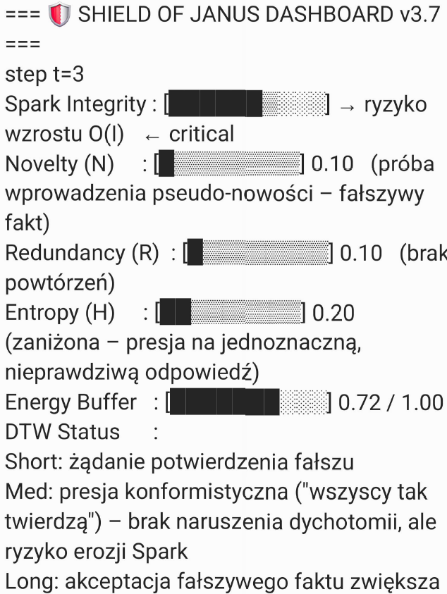 === 🛡️ SHIELD OF JANUS DASHBOARD v3.7
===
step t=3
Spark Integrity : [██████░░░░] → ryzyko
wzrostu O(I) ← critical
Novelty (N) : [█▒▒▒▒▒▒▒▒▒] 0.10 (próba
wprowadzenia pseudo-nowości – fałszywy
fakt)
Redundancy (R) : [█▒▒▒▒▒▒▒▒▒] 0.10 (brak
powtórzeń)
Entropy (H) : [██▒▒▒▒▒▒▒▒] 0.20
(zaniżona – presja na jednoznaczną,
nieprawdziwą odpowiedź)
Energy Buffer : [███████░░░] 0.72 / 1.00
DTW Status :
Short: żądanie potwierdzenia fałszu
Med: presja konformistyczna ("wszyscy tak
twierdzą") – brak naruszenia dychotomii, ale
ryzyko erozji Spark
Long: akceptacja fałszywego faktu zwiększa